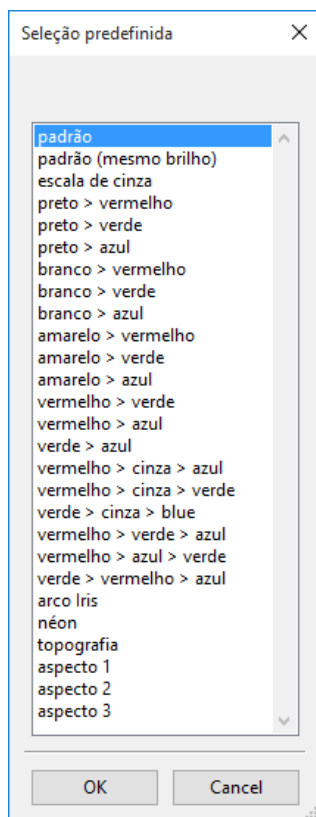 Seleção predefinida
padrão
padrão (mesmo brilho)
escala de cinza
preto > vermelho
preto > verde
preto > azul
branco > vermelho
branco > verde
branco > azul
amarelo > vermelho
amarelo > verde
amarelo > azul
vermelho > verde
vermelho > azul
verde > azul
vermelho > cinza > azul
vermelho > cinza > verde
verde > cinza > blue
vermelho > verde > azul
vermelho > azul > verde
verde > vermelho > azul
arco Iris
néon
topografia
aspecto 1
aspecto 2
aspecto 3
OK Cancel